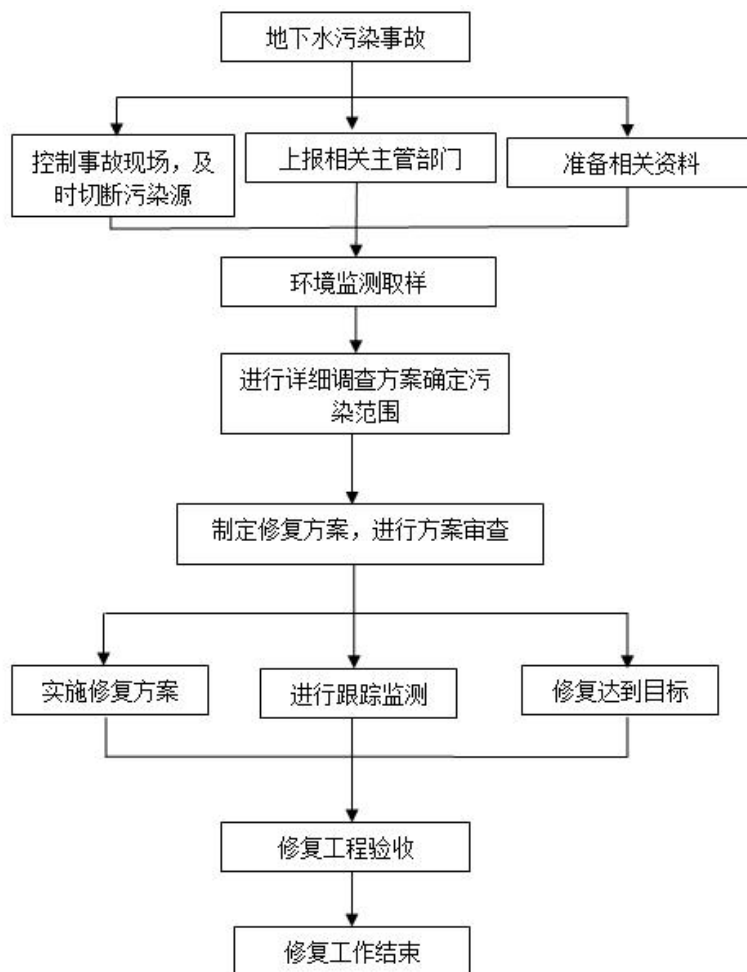 地下水污染事故
控制事故现场，及
时切断污染源
上报相关主管部门
准备相关资料
环境监测取样
进行详细调查方案确定污
染范围
制定修复方案，进行方案审查
实施修复方案
进行跟踪监测
修复达到目标
修复工程验收
修复工作结束